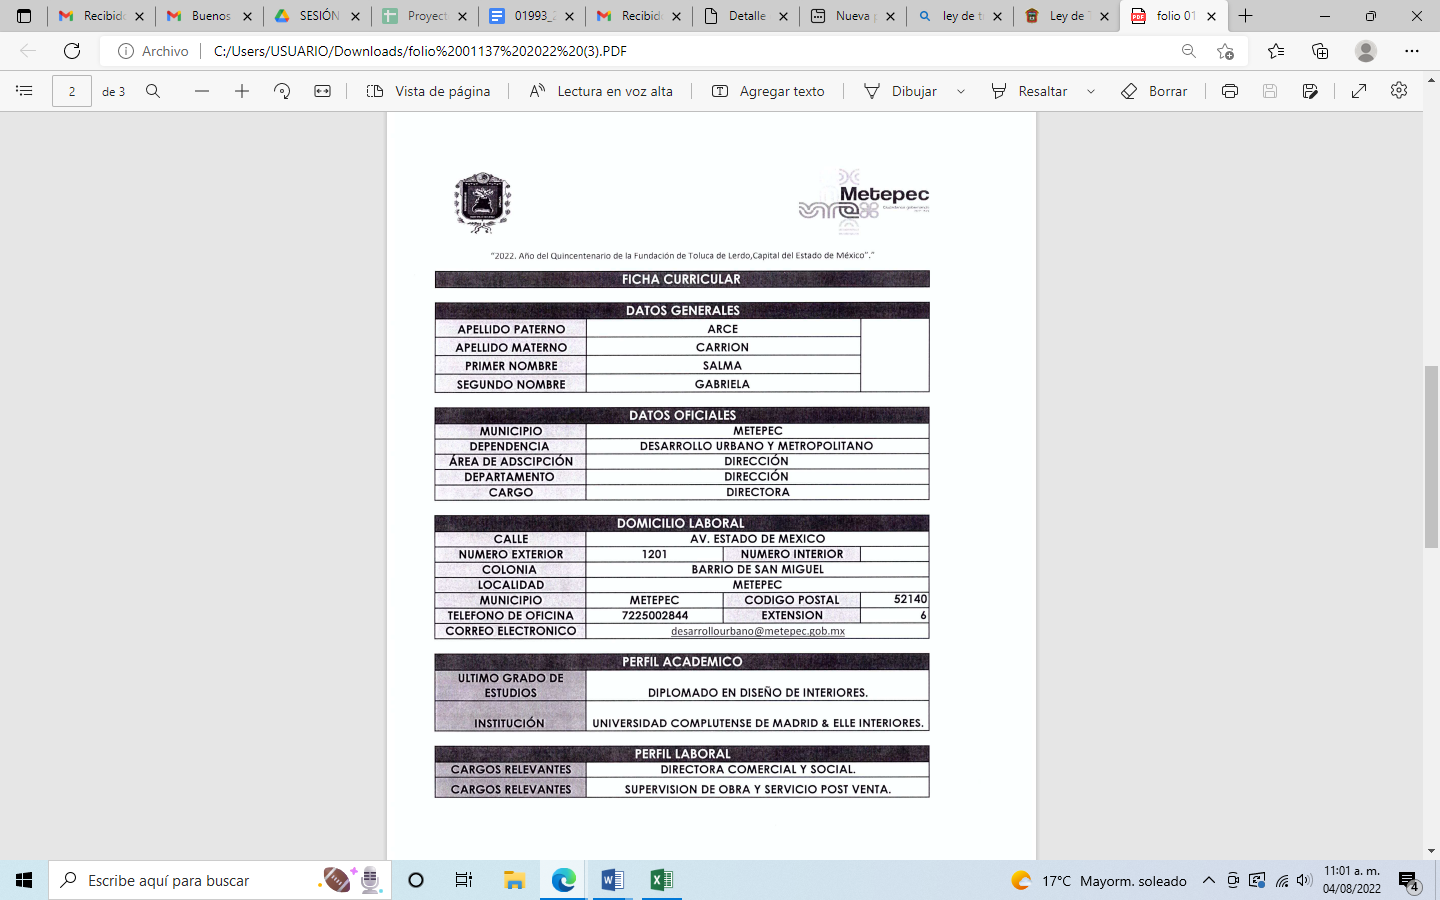 Recibido
Buenos
SESIÓN
Proyect
01993_2
Recibido
Detalle
Nueva p
ley de t
Ley de T
folio 01
Archivo
C:/Users/USUARIO/Downloads/folio%2001137%202022%20(3).PDF
2 de 3
Vista de página
Lectura en voz alta
Agregar texto
Dibujar
Resaltar
Borrar
Metepec
"2022. Año del Quincentenario de la Fundación de Toluca de Lerdo,Capital del Estado de México"."
FICHA CURRICULAR
DATOS GENERALES
APELLIDO PATERNO ARCE
APELLIDO MATERNO CARRION
PRIMER NOMBRE SALMA
SEGUNDO NOMBRE GABRIELA
DATOS OFICIALES
MUNICIPIO METEPEC
DEPENDENCIA DESARROLLO URBANO Y METROPOLITANO
ÁREA DE ADSCIPCIÓN DIRECCIÓN
DEPARTAMENTO DIRECCIÓN
CARGO DIRECTORA
DOMICILIO LABORAL
CALLE AV. ESTADO DE MEXICO
NUMERO EXTERIOR 1201 NUMERO INTERIOR
COLONIA BARRIO DE SAN MIGUEL
LOCALIDAD METEPEC
MUNICIPIO METEPEC CODIGO POSTAL 52140
TELEFONO DE OFICINA 7225002844 EXTENSION 6
CORREO ELECTRONICO desarrollourbano@metepec.gob.mx
PERFIL ACADEMICO
ULTIMO GRADO DE
ESTUDIOS DIPLOMADO EN DISEÑO DE INTERIORES.
INSTITUCIÓN UNIVERSIDAD COMPLUTENSE DE MADRID & ELLE INTERIORES.
PERFIL LABORAL
CARGOS RELEVANTES DIRECTORA COMERCIAL Y SOCIAL.
CARGOS RELEVANTES SUPERVISION DE OBRA Y SERVICIO POST VENTA.
Escribe aquí para buscar
17°C Mayorm. soleado
11:01 a. m.
04/08/2022
4